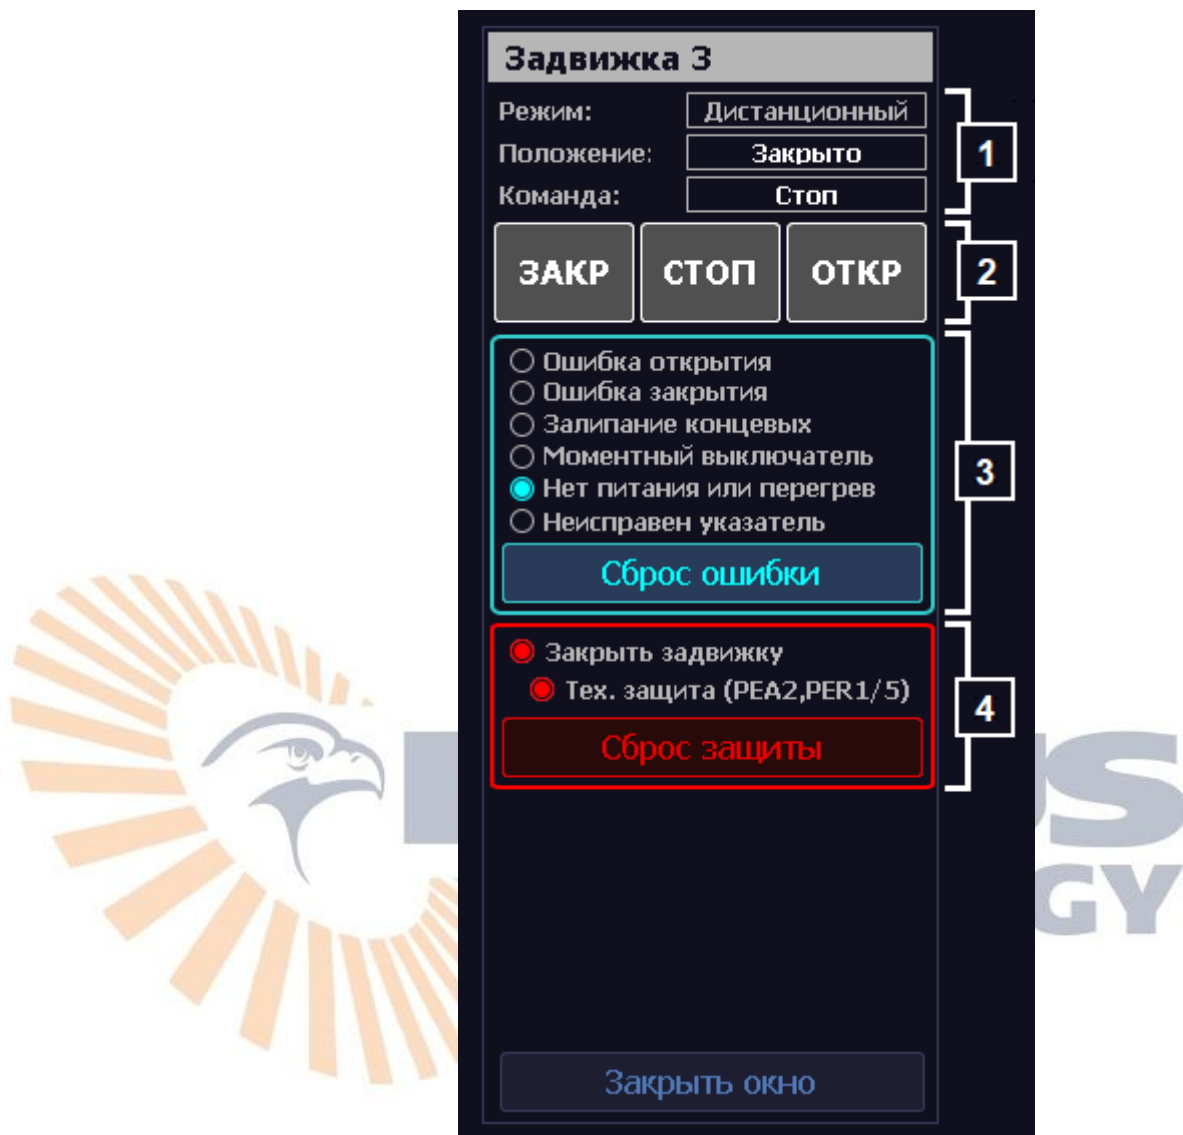 Задвижка 3
Режим: Дистанционный
1
Положение: Закрыто
Команда: Стоп
ЗАКР СТОП ОТКР
2
Ошибка открытия
Ошибка закрытия
Залипание концевых
Моментный выключатель
3
Нет питания или перегрев
Неисправен указатель
Сброс ошибки
Закрыть задвижку
Тех. защита (PEA2,PER1/5)
4
Сброс защиты
Закрыть окно